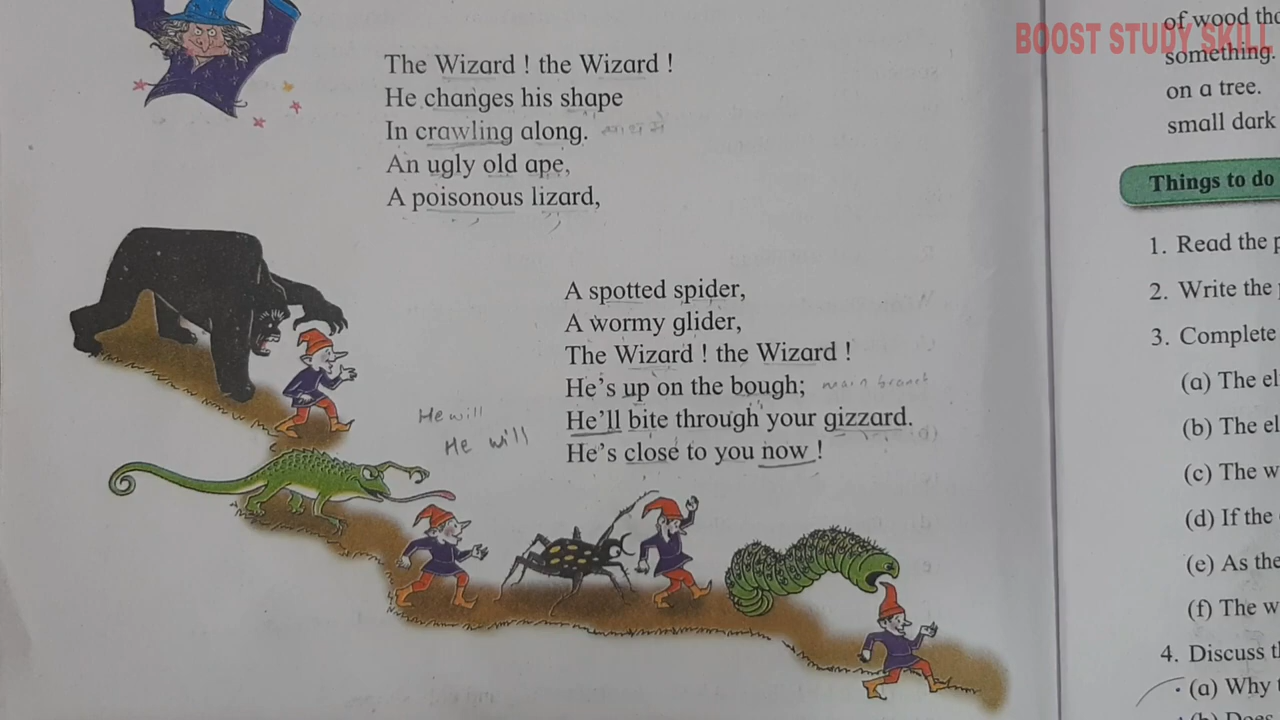 The Wizard ! the Wizard !
He changes his shape
In crawling along. साथ में
An ugly old ape,
A poisonous lizard,
A spotted spider,
A wormy glider,
The Wizard ! the Wizard !
He's up on the bough; main branch
He'll bite through your gizzard.
He's close to you now !
He will
He will
BOOST STUDY SKILL
of wood
something.
on a tree.
small dark
Things to do
1. Read the
2. Write the
3. Complete
(a) The
(b) The
(c) The
(d) If the
(e) As the
(f) The
4. Discuss
(a) Why